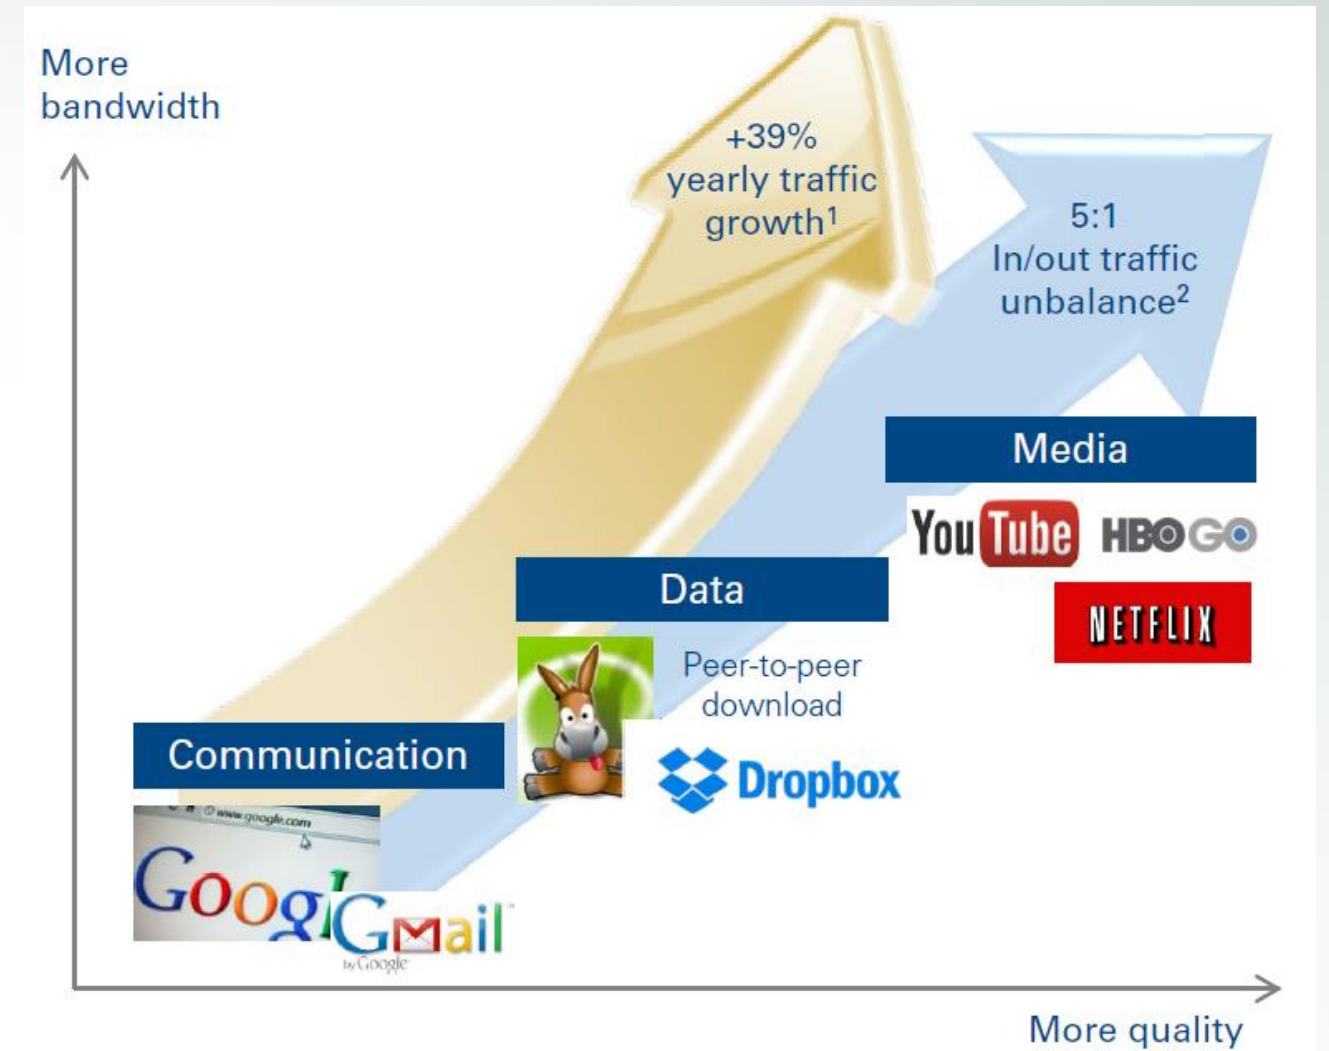 More
bandwidth
+39%
yearly traffic
growth1
5:1
In/out traffic
unbalance2
Media
YouTube
HBO GO
NETFLIX
Data
Peer-to-peer
download
Dropbox
Communication
www.google.com
Googl
Gmail
by Google
More quality